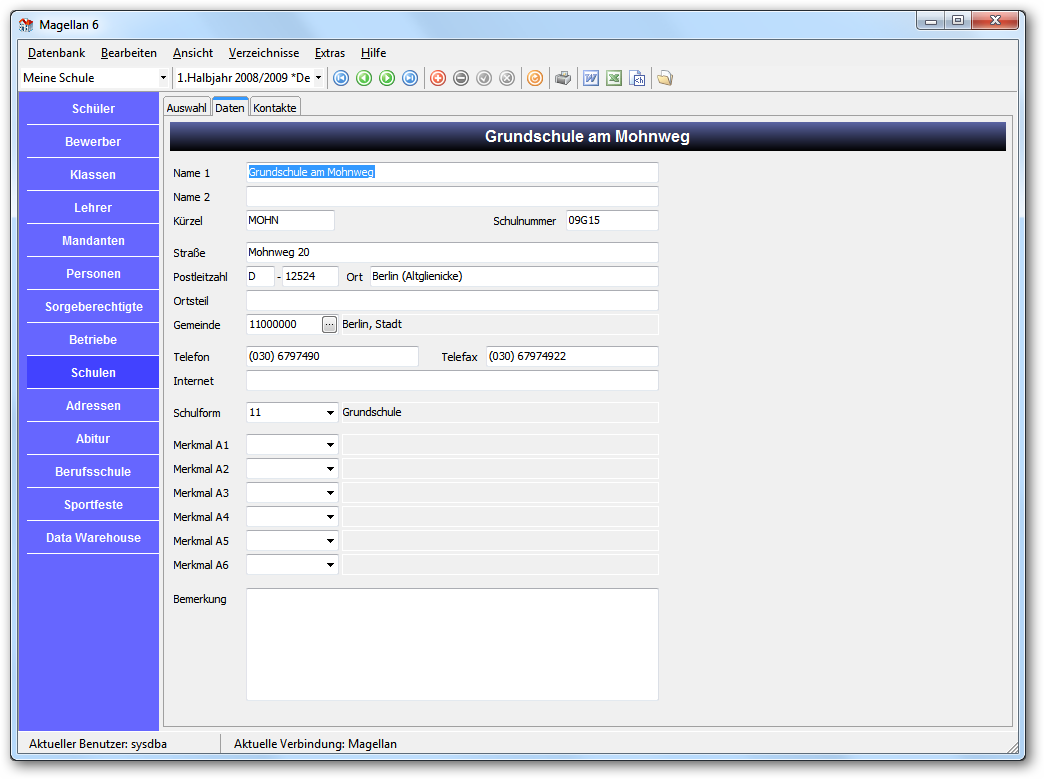 Magellan 6
Datenbank Bearbeiten Ansicht Verzeichnisse Extras Hilfe
Meine Schule 1.Halbjahr 2008/2009 *De
Schüler
Bewerber
Klassen
Lehrer
Mandanten
Personen
Sorgeberechtigte
Betriebe
Schulen
Adressen
Abitur
Berufsschule
Sportfeste
Data Warehouse
Auswahl Daten Kontakte
Grundschule am Mohnweg
Name 1 Grundschule am Mohnweg
Name 2
Kürzel MOHN Schulnummer 09G15
Straße Mohnweg 20
Postleitzahl D - 12524 Ort Berlin (Altglienicke)
Ortsteil
Gemeinde 11000000 ... Berlin, Stadt
Telefon (030) 6797490 Telefax (030) 67974922
Internet
Schulform 11 Grundschule
Merkmal A1
Merkmal A2
Merkmal A3
Merkmal A4
Merkmal A5
Merkmal A6
Bemerkung
Aktueller Benutzer: sysdba Aktuelle Verbindung: Magellan